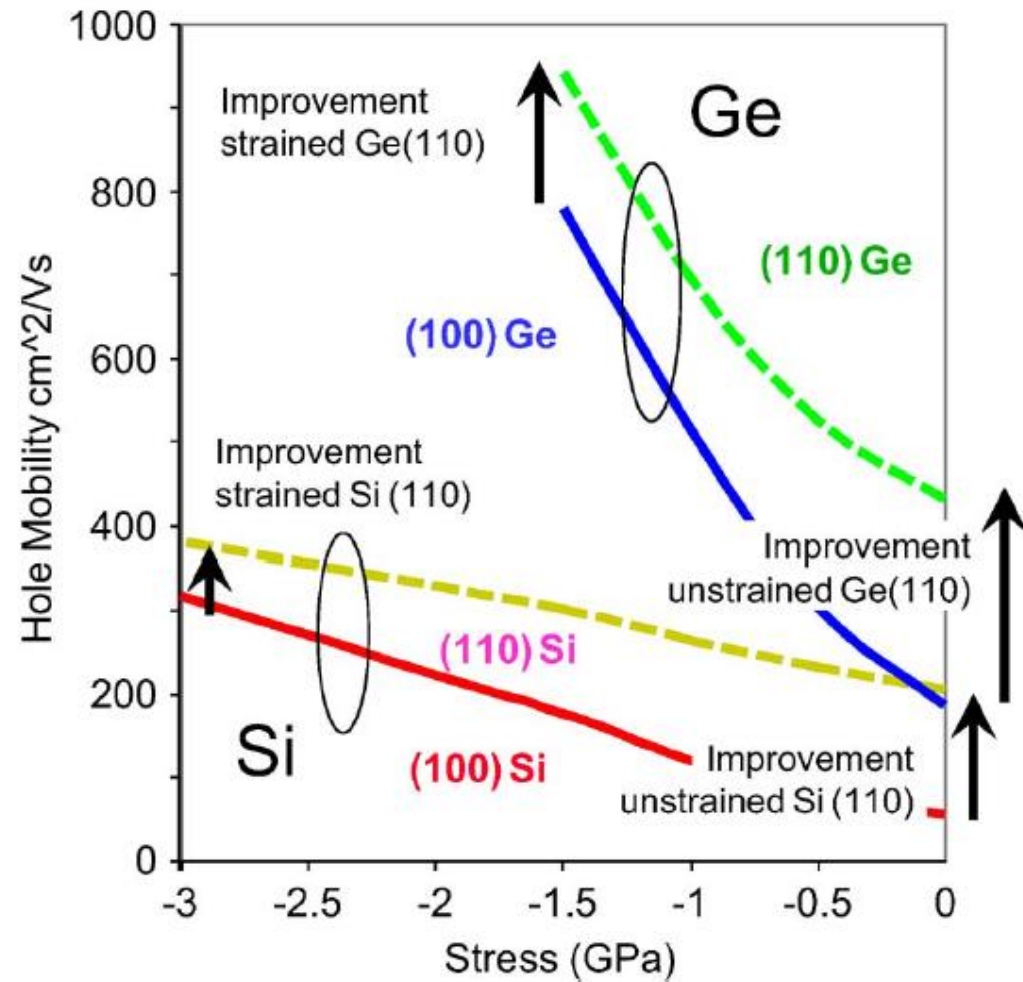 1000
800
600
400
200
0
Hole Mobility cm^2/Vs
Improvement
strained Ge(110)
Ge
(110) Ge
(100) Ge
Improvement
strained Si (110)
Improvement
unstrained Ge(110)
(110) Si
Si
(100) Si
Improvement
unstrained Si (110)
-3 -2.5 -2 -1.5 -1 -0.5 0
Stress (GPa)